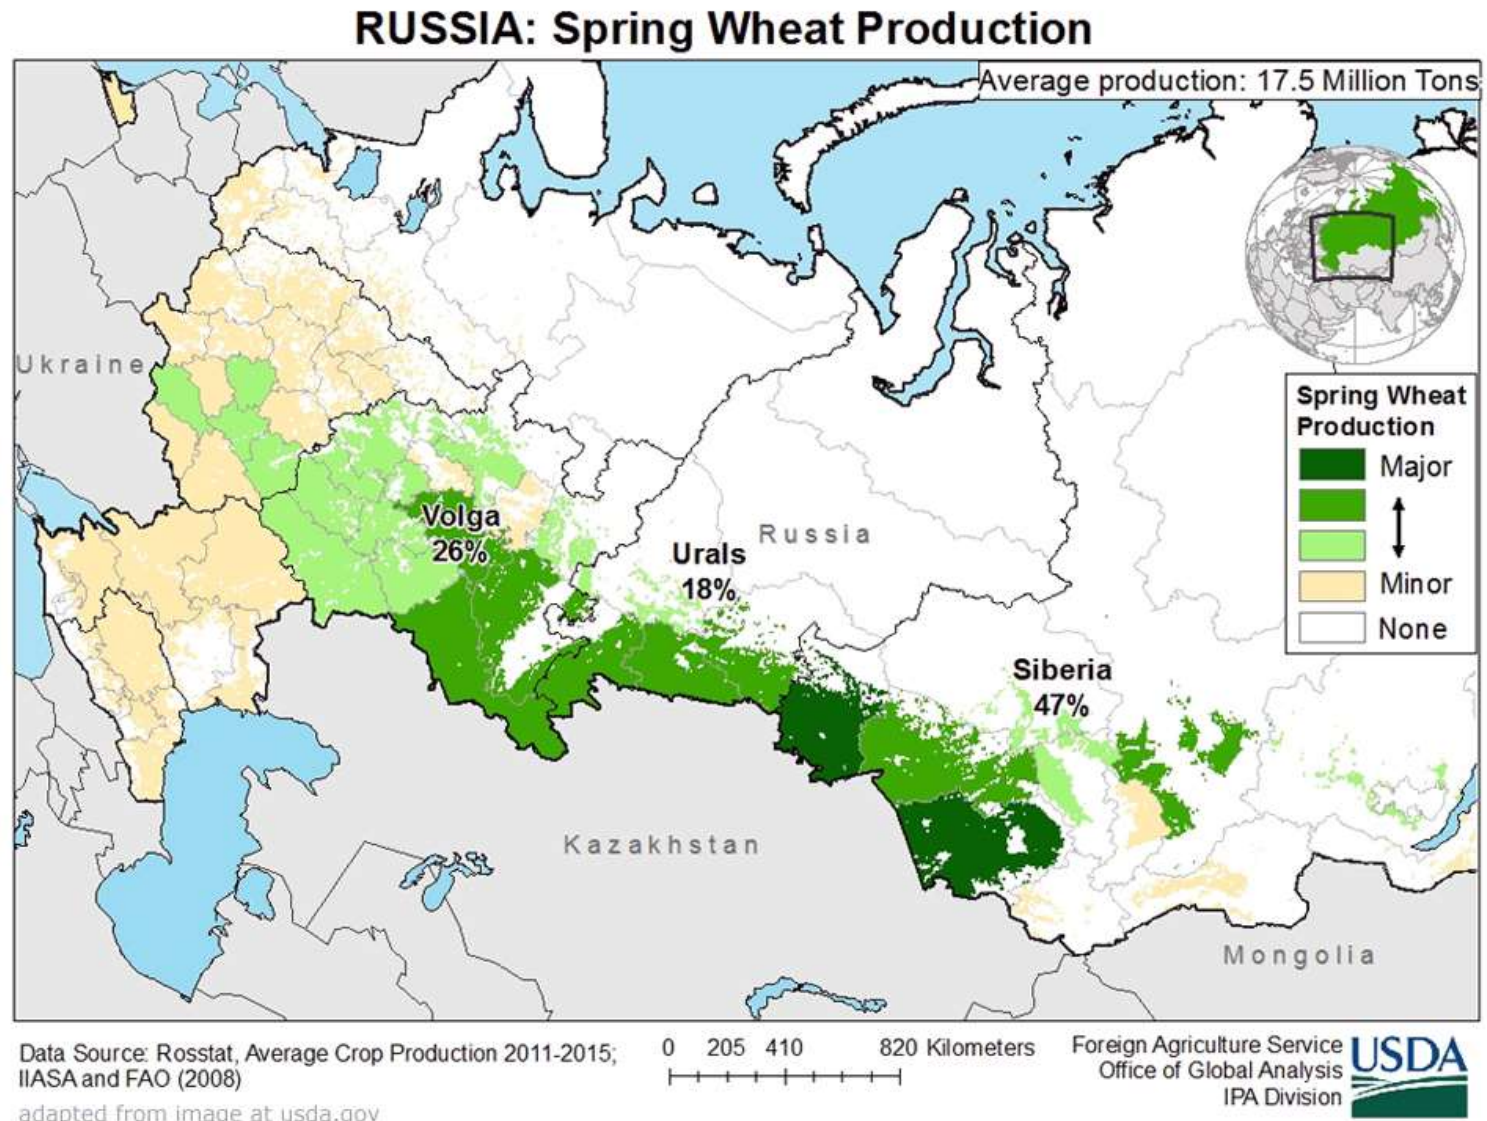 RUSSIA: Spring Wheat Production
Average production: 17.5 Million Tons
Ukraine
Spring Wheat
Production
Major
Minor
None
Volga
26%
Urals
18%
Russia
Siberia
47%
Kazakhstan
Mongolia
Data Source: Rosstat, Average Crop Production 2011-2015;
IIASA and FAO (2008)
adapted from image at usda.gov
0 205 410 820 Kilometers
Foreign Agriculture Service
Office of Global Analysis
IPA Division
USDA